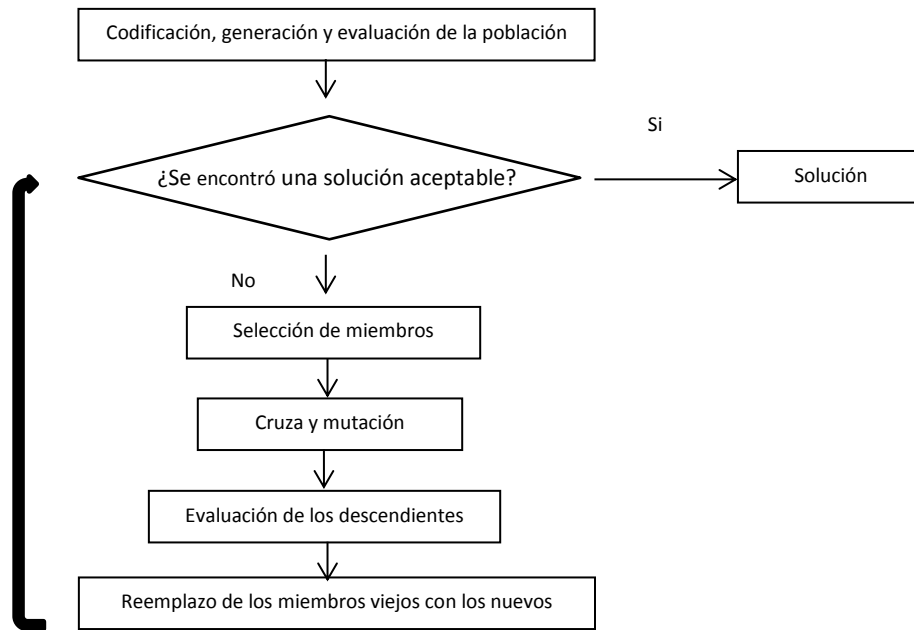 Codificación, generación y evaluación de la población
Si
¿Se encontró una solución aceptable?
Solución
No
Selección de miembros
Cruza y mutación
Evaluación de los descendientes
Reemplazo de los miembros viejos con los nuevos